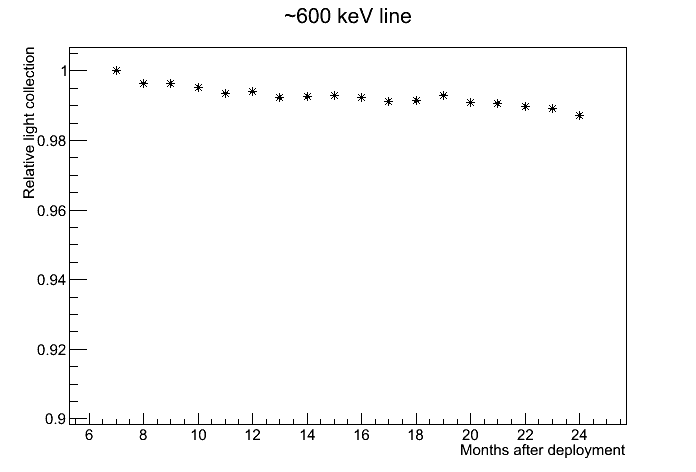 ~600 keV line
Relative light collection
1
0.98
0.96
0.94
0.92
0.9
6 8 10 12 14 16 18 20 22 24
Months after deployment